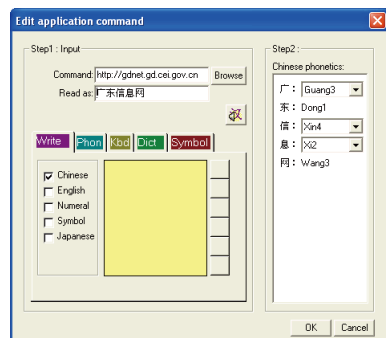 Edit application command
Step1 : Input
Command: http://gdnet.gd.cei.gov.cn Browse
Read as: 广东信息网
汉
Write Phon Kbd Dict Symbol
Chinese
English
Numeral
Symbol
Japanese
Step2 :
Chinese phonetics:
广 : Guang3
东 : Dong1
信 : Xin4
息 : Xi2
网 : Wang3
OK Cancel